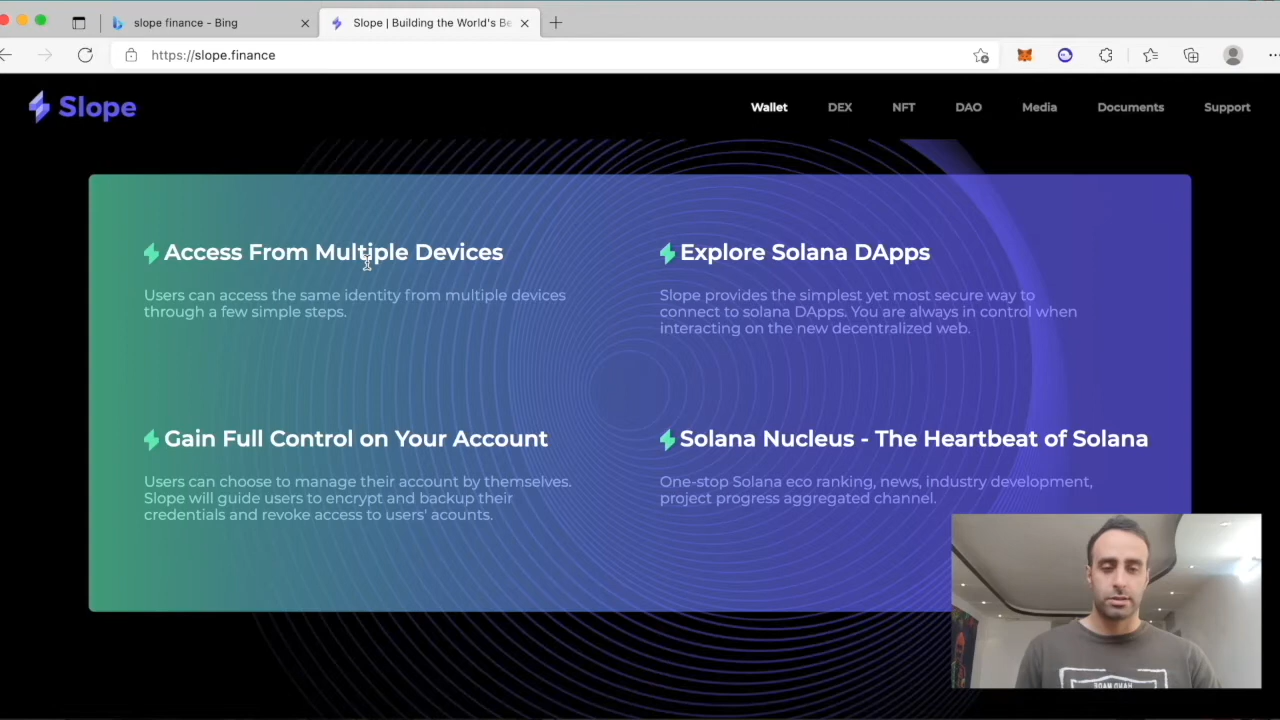 slope finance - Bing
Slope | Building the World's Be
https://slope.finance
Slope
Wallet
DEX
NFT
DAO
Media
Documents
Support
Access From Multiple Devices
Users can access the same identity from multiple devices
through a few simple steps.
Explore Solana DApps
Slope provides the simplest yet most secure way to
connect to solana DApps. You are always in control when
interacting on the new decentralized web.
Gain Full Control on Your Account
Users can choose to manage their account by themselves.
Slope will guide users to encrypt and backup their
credentials and revoke access to users' acounts.
Solana Nucleus - The Heartbeat of Solana
One-stop Solana eco ranking, news, industry development,
project progress aggregated channel.
HAND MADE